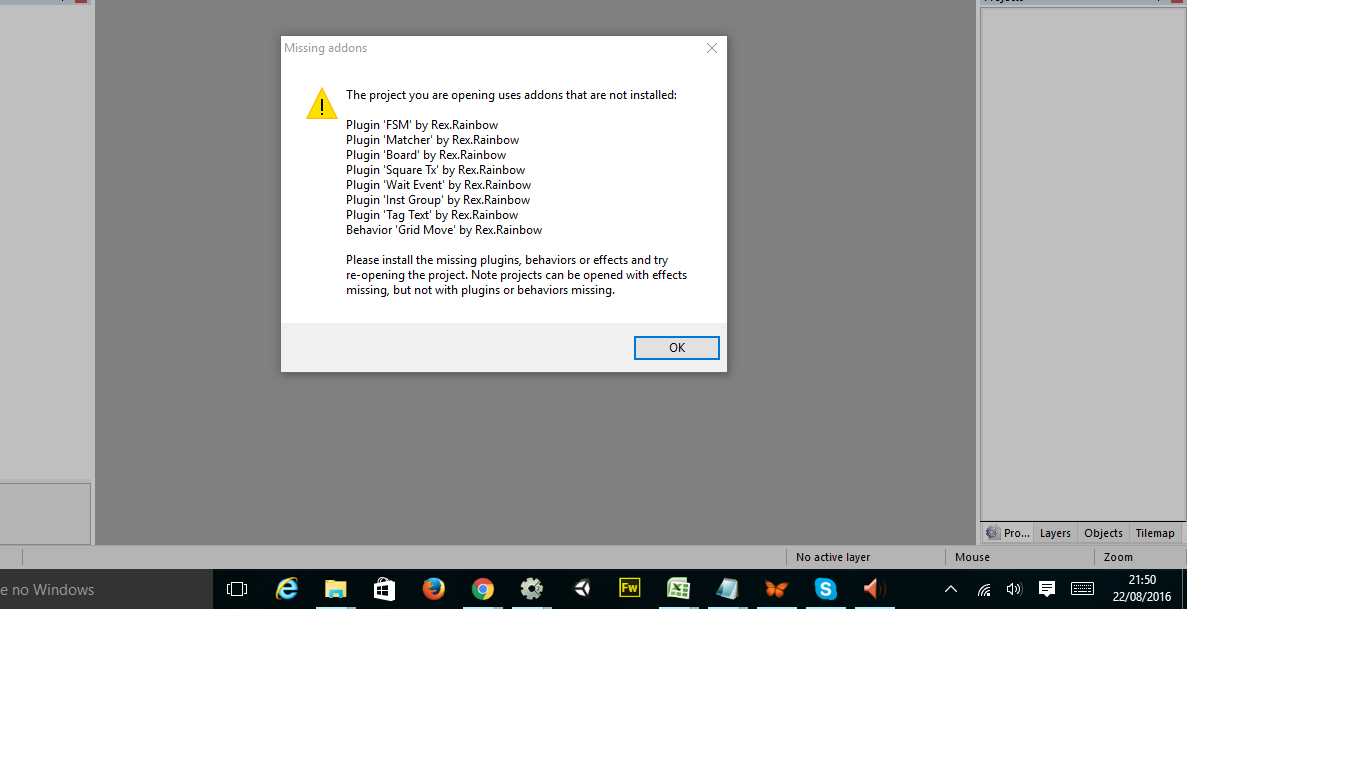 Missing addons
The project you are opening uses addons that are not installed:
Plugin 'FSM' by Rex.Rainbow
Plugin 'Matcher' by Rex.Rainbow
Plugin 'Board' by Rex.Rainbow
Plugin 'Square Tx' by Rex.Rainbow
Plugin 'Wait Event' by Rex.Rainbow
Plugin 'Inst Group' by Rex.Rainbow
Plugin 'Tag Text' by Rex.Rainbow
Behavior 'Grid Move' by Rex.Rainbow
Please install the missing plugins, behaviors or effects and try
re-opening the project. Note projects can be opened with effects
missing, but not with plugins or behaviors missing.
OK
Pro... Layers Objects Tilemap
No active layer Mouse Zoom
e no Windows
Fw
S
21:50
22/08/2016